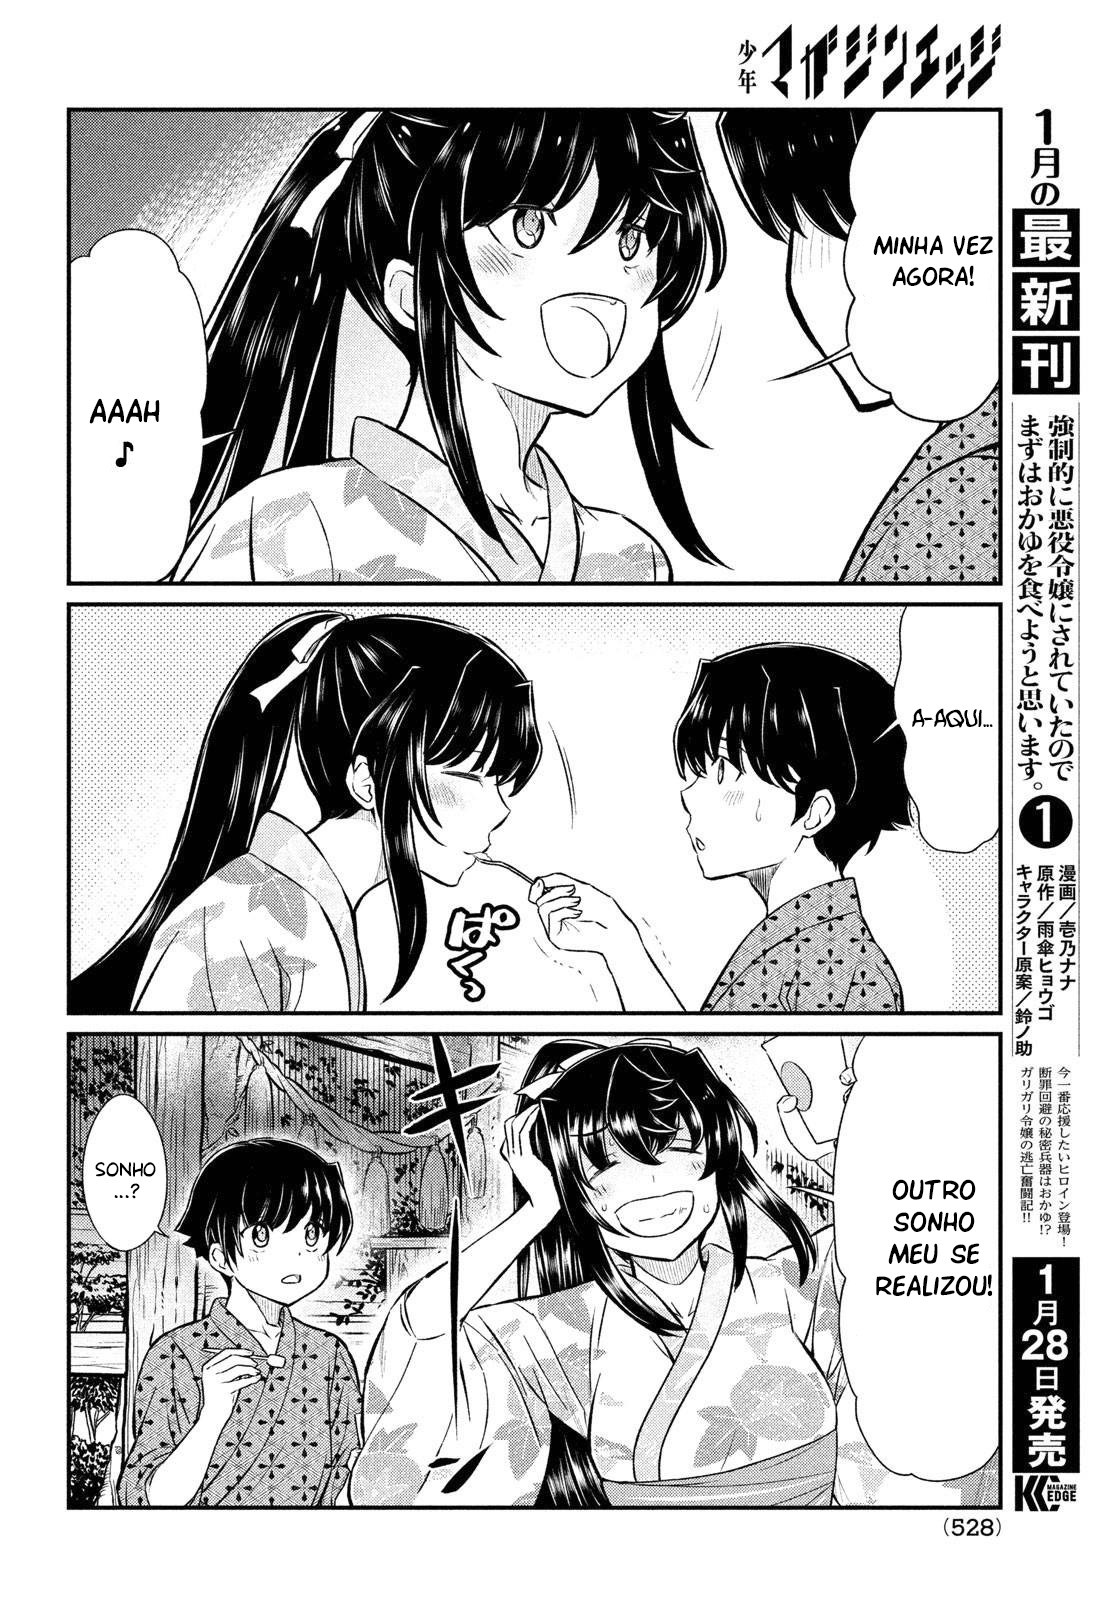 少年マガジンエッジ
MINHA VEZ
AGORA!
AAAH
♪
A-AQUI...
ぱくっ
OUTRO
SONHO
MEU SE
REALIZOU!
SONHO
...?
1月の最新刊
強制的に悪役令嬢にされていたので
まずはおかゆを食べようと思います。
1
漫画/壱乃ナナ
原作/雨傘ヒョウゴ
キャラクター原案/鈴ノ助
今一番応援したいヒロイン登場!
断罪回避の秘密兵器はおかゆ!?
ガリガリ令嬢の逃亡奮闘記!!
1月28日発売
KC
MAGAZINE
EDGE
(528)